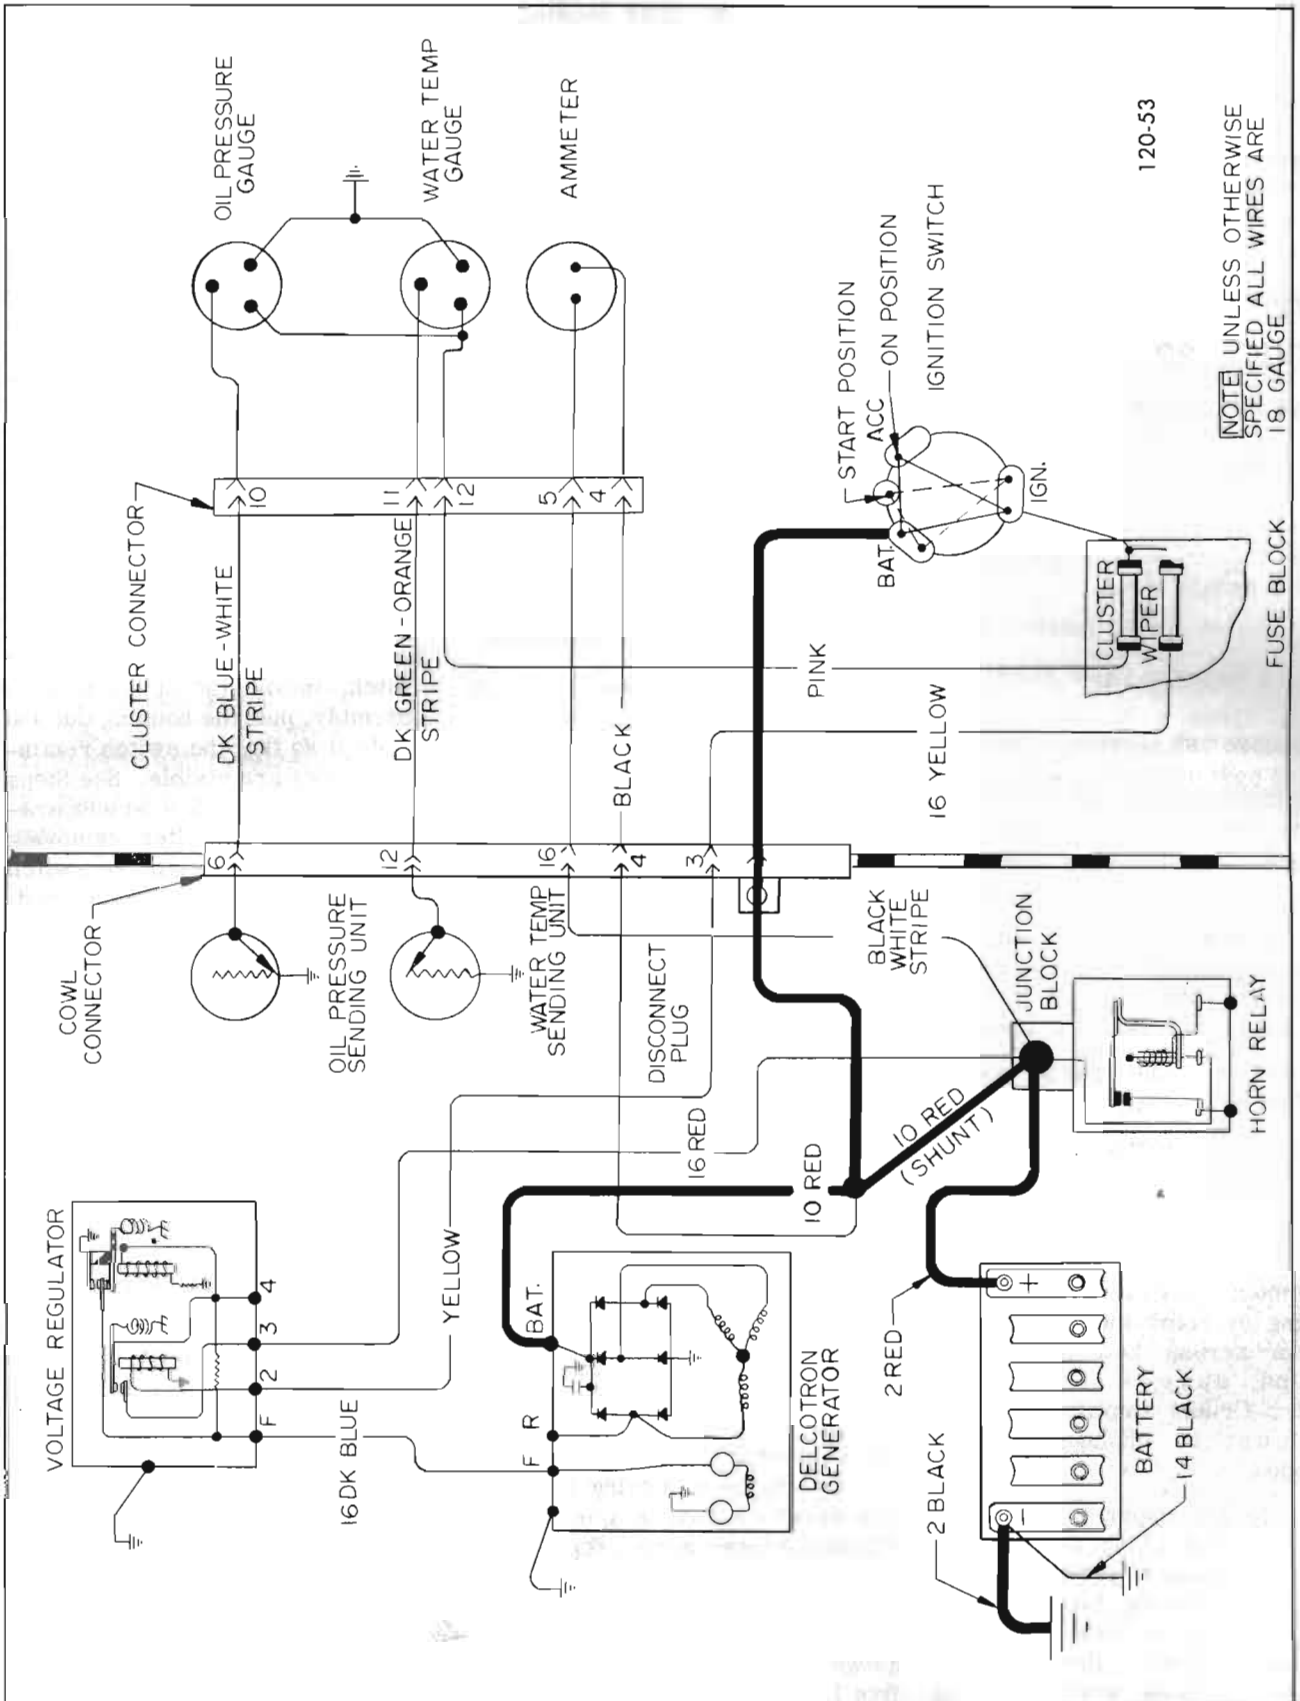 OIL PRESSURE
GAUGE
WATER TEMP
GAUGE
AMMETER
CLUSTER CONNECTOR
10
11
12
5
4
DK BLUE-WHITE
STRIPE
DK GREEN-ORANGE
STRIPE
BLACK
PINK
16 YELLOW
START POSITION
ON POSITION
IGNITION SWITCH
ACC
BAT.
IGN.
CLUSTER
WIPER
FUSE BLOCK
120-53
NOTE UNLESS OTHERWISE
SPECIFIED ALL WIRES ARE
18 GAUGE
COWL
CONNECTOR
6
12
16
4
3
OIL PRESSURE
SENDING UNIT
WATER TEMP
SENDING UNIT
DISCONNECT
PLUG
BLACK
WHITE
STRIPE
JUNCTION
BLOCK
HORN RELAY
16 RED
10 RED
10 RED
(SHUNT)
VOLTAGE REGULATOR
4
3
2
F
YELLOW
16 DK BLUE
BAT.
R
F
DELCOTRON
GENERATOR
2 RED
2 BLACK
+
-
BATTERY
14 BLACK